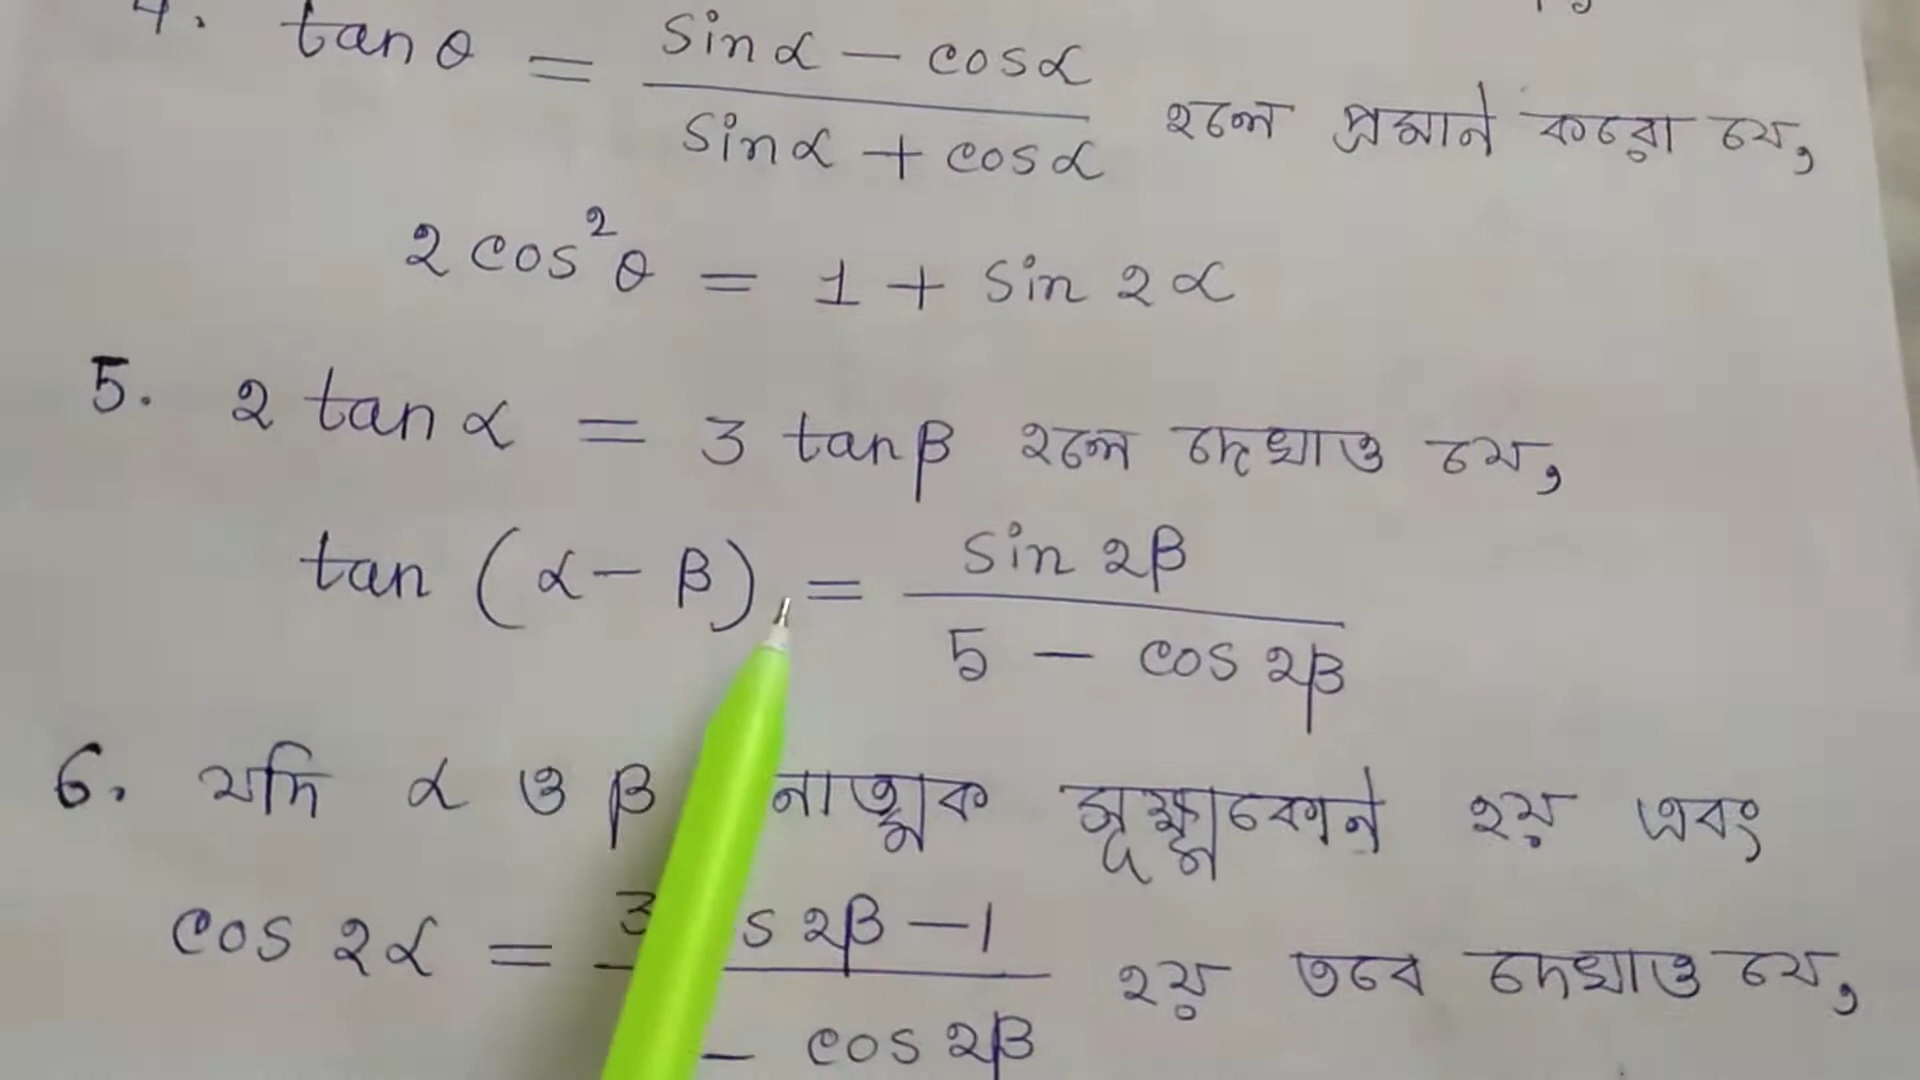 4. tan θ = (sin α − cos α) / (sin α + cos α) হলে প্রমান করো যে,
2 cos² θ = 1 + sin 2α
5. 2 tan α = 3 tan β হলে দেখাও যে,
tan (α − β) = sin 2β / (5 − cos 2β)
6. যদি α ও β নাত্মক সূক্ষ্মকোন হয় এবং
cos 2α = 3 s 2β − 1 / − cos 2β হয় তবে দেখাও যে,